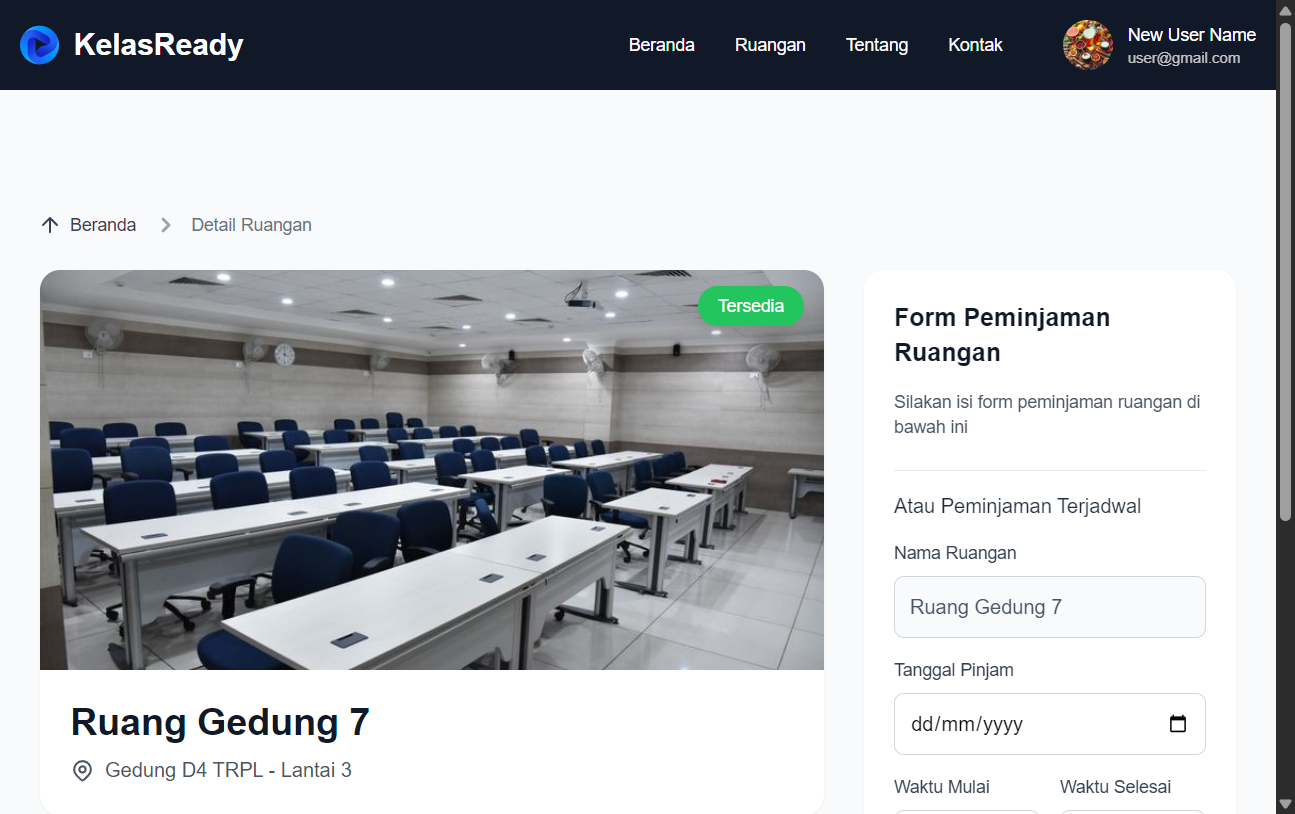 KelasReady
Beranda
Ruangan
Tentang
Kontak
New User Name
user@gmail.com
Beranda
Detail Ruangan
Tersedia
Ruang Gedung 7
Gedung D4 TRPL - Lantai 3
Form Peminjaman
Ruangan
Silakan isi form peminjaman ruangan di
bawah ini
Atau Peminjaman Terjadwal
Nama Ruangan
Ruang Gedung 7
Tanggal Pinjam
dd/mm/yyyy
Waktu Mulai
Waktu Selesai